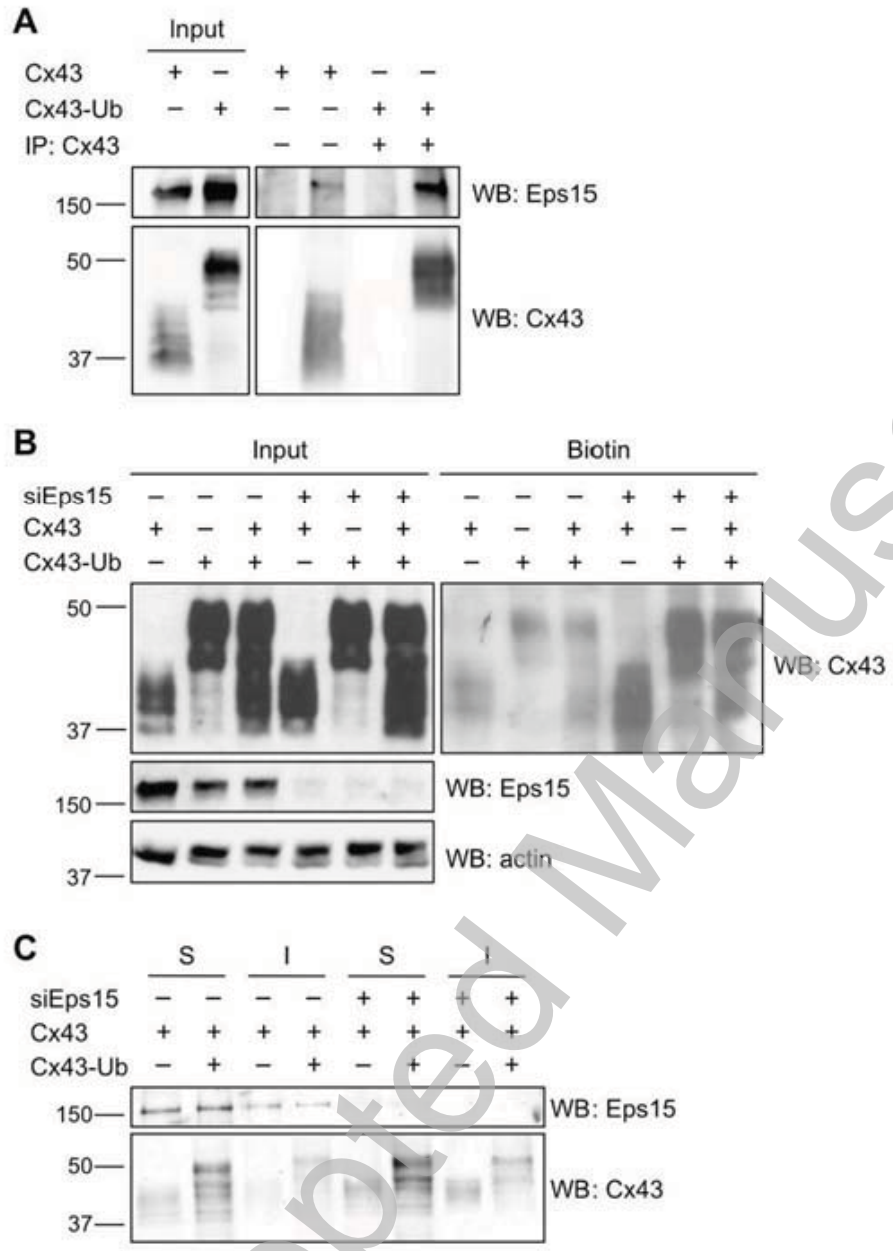 A
Input
Cx43 + − + + − −
Cx43-Ub − + − − + +
IP: Cx43 − − + +
150
WB: Eps15
50
37
WB: Cx43
B
Input Biotin
siEps15 − − − + + + − − − + + +
Cx43 + − + + − + + − + + − +
Cx43-Ub − + + − + + − + + − + +
50
37
WB: Cx43
150
WB: Eps15
37
WB: actin
C
S I S I
siEps15 − − − − + + + +
Cx43 + + + + + + + +
Cx43-Ub − + − + − + − +
150
WB: Eps15
50
37
WB: Cx43